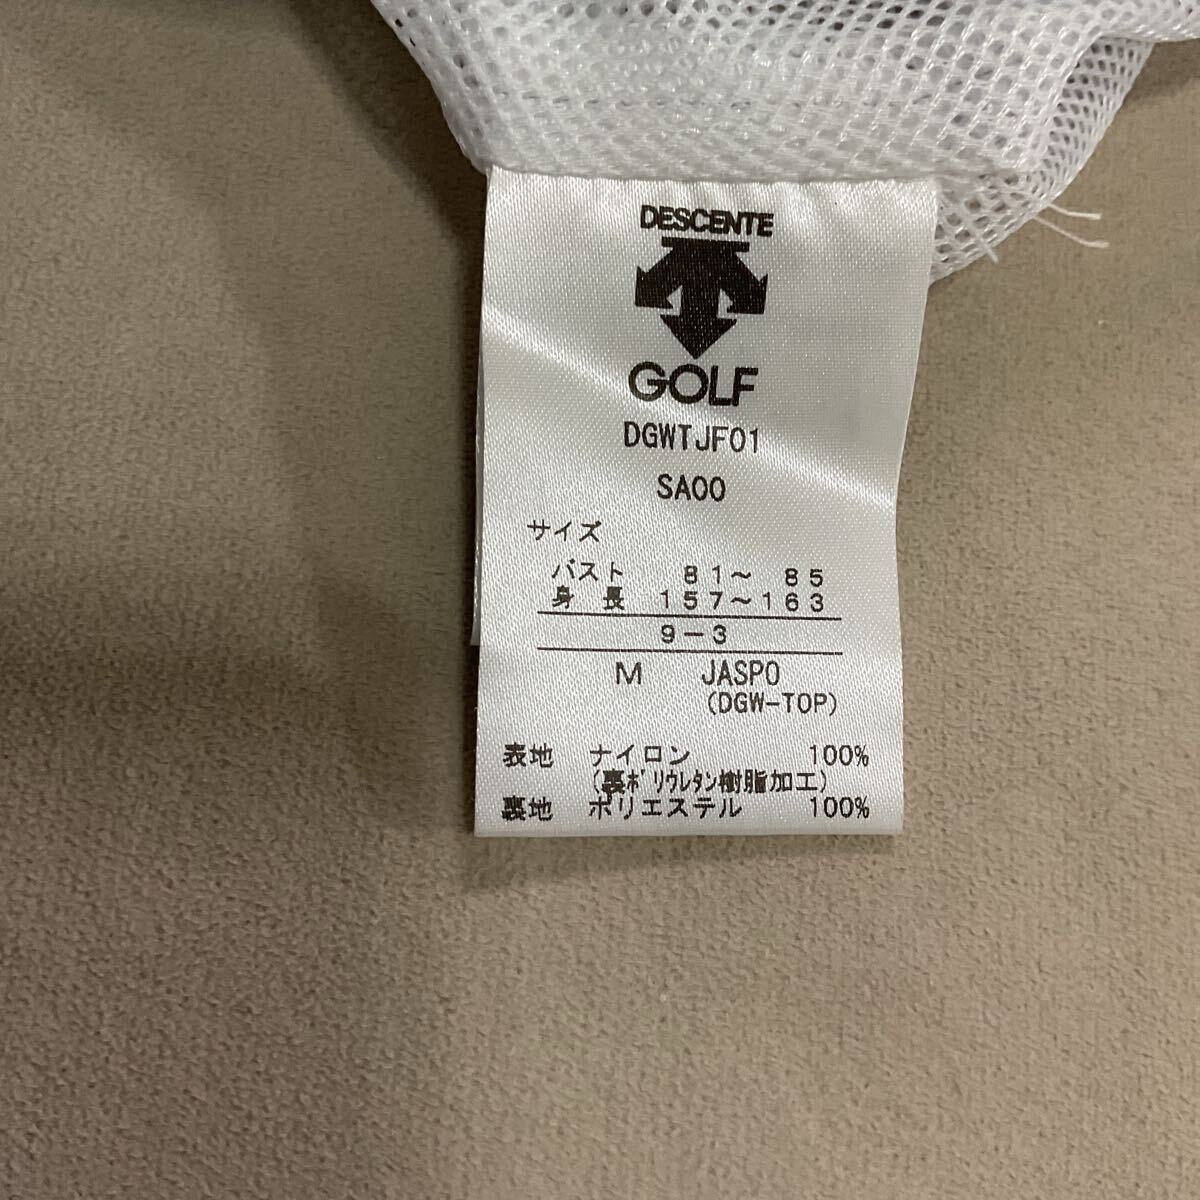 DESCENTE
GOLF
DGWTJF01
SA00
サイズ
バスト 81～ 85
身 長 157～163
9-3
M JASPO
(DGW-TOP)
表地 ナイロン 100%
(裏ポリウレタン樹脂加工)
裏地 ポリエステル 100%